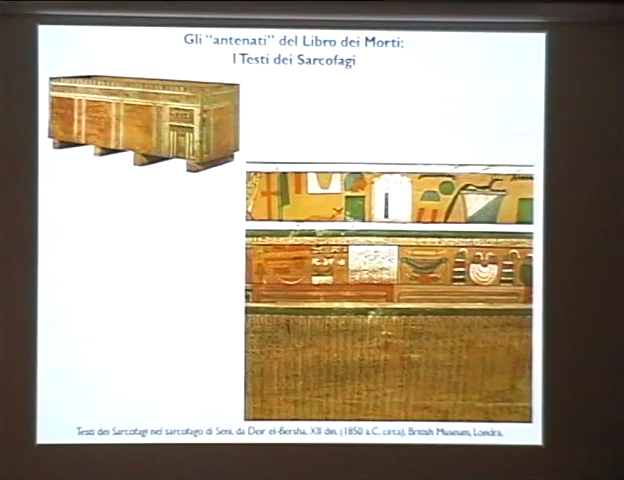 Gli "antenati" del Libro dei Morti:
I Testi dei Sarcofagi
Testi dei Sarcofagi nel sarcofago di Seni, da Deir el-Bersha, XII din. (1850 a.C. circa), British Museum, Londra.